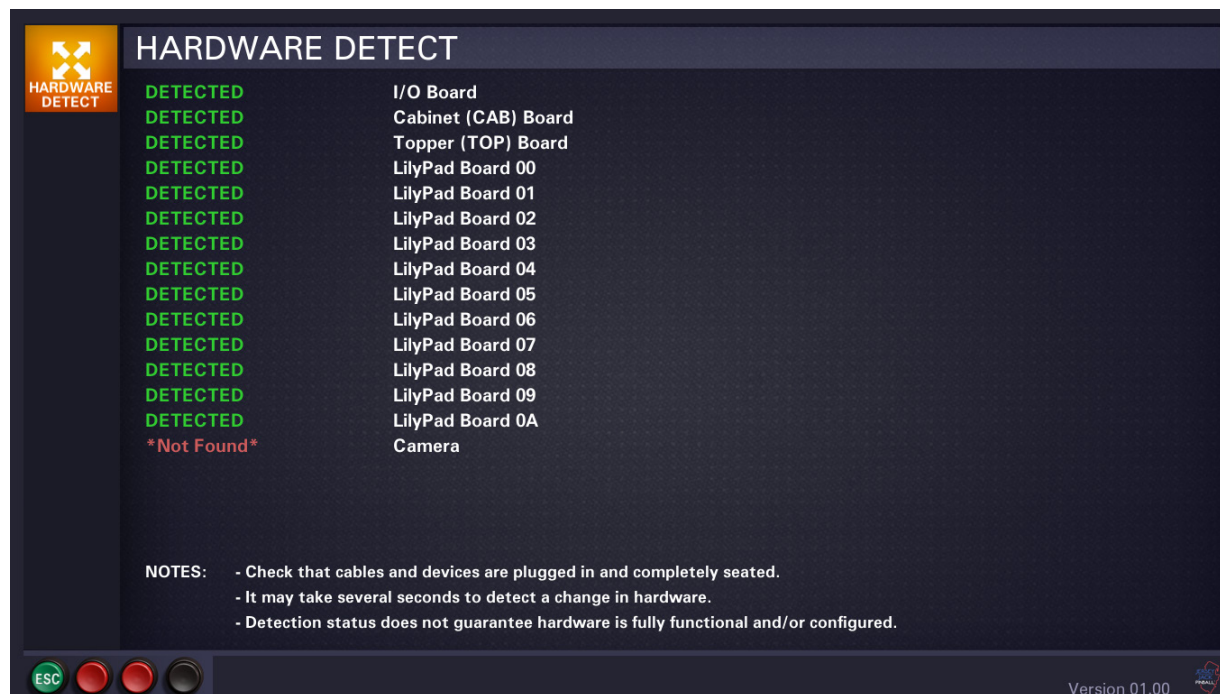 HARDWARE DETECT
HARDWARE
DETECT
DETECTED I/O Board
DETECTED Cabinet (CAB) Board
DETECTED Topper (TOP) Board
DETECTED LilyPad Board 00
DETECTED LilyPad Board 01
DETECTED LilyPad Board 02
DETECTED LilyPad Board 03
DETECTED LilyPad Board 04
DETECTED LilyPad Board 05
DETECTED LilyPad Board 06
DETECTED LilyPad Board 07
DETECTED LilyPad Board 08
DETECTED LilyPad Board 09
DETECTED LilyPad Board 0A
*Not Found* Camera
NOTES: - Check that cables and devices are plugged in and completely seated.
- It may take several seconds to detect a change in hardware.
- Detection status does not guarantee hardware is fully functional and/or configured.
ESC
Version 01.00